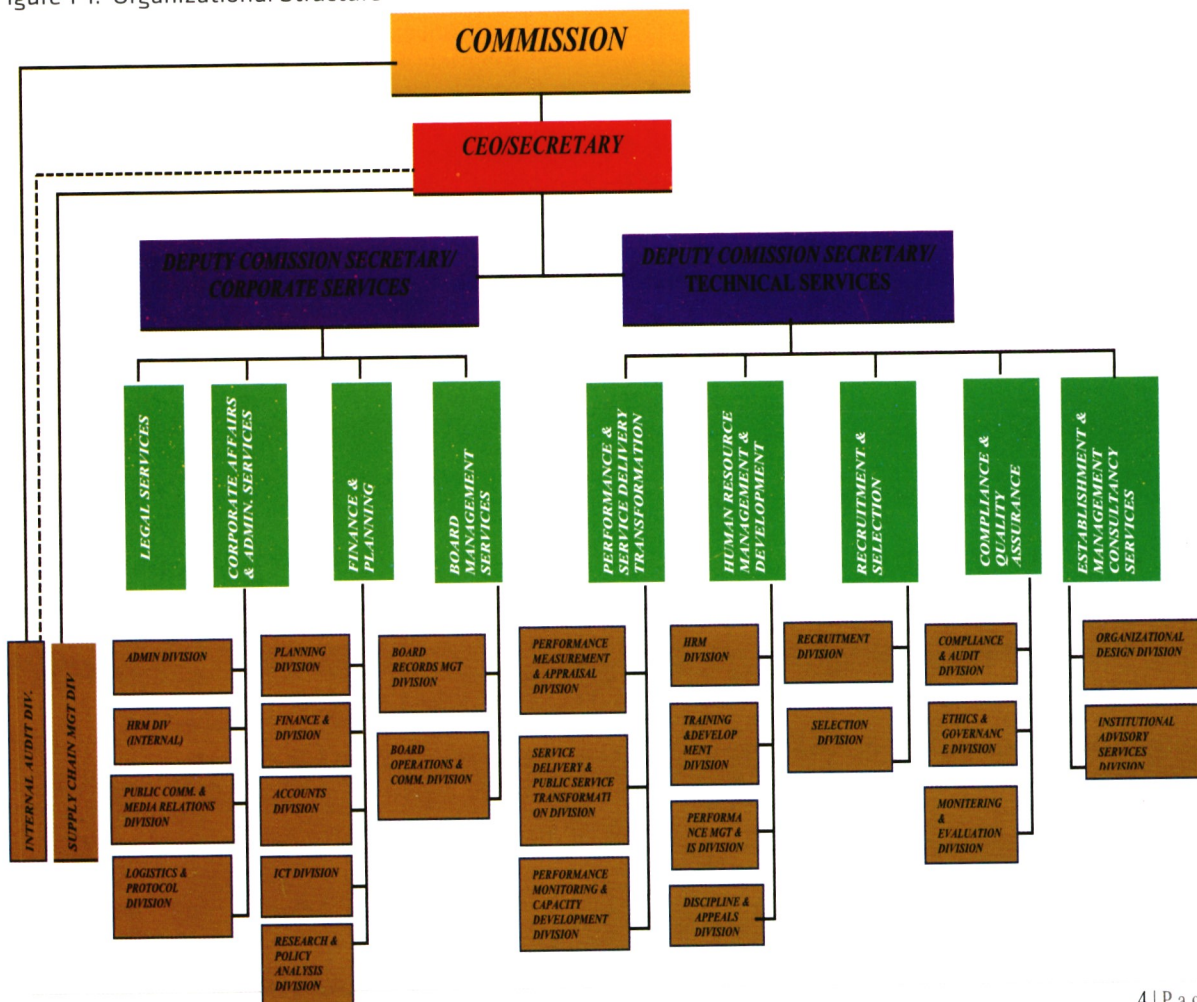 igure 1-1: Organizational Structure
COMMISSION
CEO/SECRETARY
DEPUTY COMISSION SECRETARY/
CORPORATE SERVICES
DEPUTY COMISSION SECRETARY/
TECHNICAL SERVICES
LEGAL SERVICES
CORPORATE AFFAIRS
& ADMIN. SERVICES
FINANCE &
PLANNING
BOARD
MANAGEMENT
SERVICES
PERFORMANCE &
SERVICE DELIVERY
TRANSFORMATION
HUMAN RESOURCE
MANAGEMENT &
DEVELOPMENT
RECRUITMENT &
SELECTION
COMPLIANCE &
QUALITY
ASSURANCE
ESTABLISHMENT &
MANAGEMENT
CONSULTANCY
SERVICES
INTERNAL AUDIT DIV.
SUPPLY CHAIN MGT DIV
ADMIN DIVISION
HRM DIV
(INTERNAL)
PUBLIC COMM. &
MEDIA RELATIONS
DIVISION
LOGISTICS &
PROTOCOL
DIVISION
PLANNING
DIVISION
FINANCE &
DIVISION
ACCOUNTS
DIVISION
ICT DIVISION
RESEARCH &
POLICY
ANALYSIS
DIVISION
BOARD
RECORDS MGT
DIVISION
BOARD
OPERATIONS &
COMM. DIVISION
PERFORMANCE
MEASUREMENT
& APPRAISAL
DIVISION
SERVICE
DELIVERY &
PUBLIC SERVICE
TRANSFORMATI
ON DIVISION
PERFORMANCE
MONITORING &
CAPACITY
DEVELOPMENT
DIVISION
HRM
DIVISION
TRAINING
&DEVELOP
MENT
DIVISION
PERFORMA
NCE MGT &
IS DIVISION
DISCIPLINE &
APPEALS
DIVISION
RECRUITMENT
DIVISION
SELECTION
DIVISION
COMPLIANCE
& AUDIT
DIVISION
ETHICS &
GOVERNANC
E DIVISION
MONITERING
&
EVALUATION
DIVISION
ORGANIZATIONAL
DESIGN DIVISION
INSTITUTIONAL
ADVISORY
SERVICES
DIVISION
4 | P a g